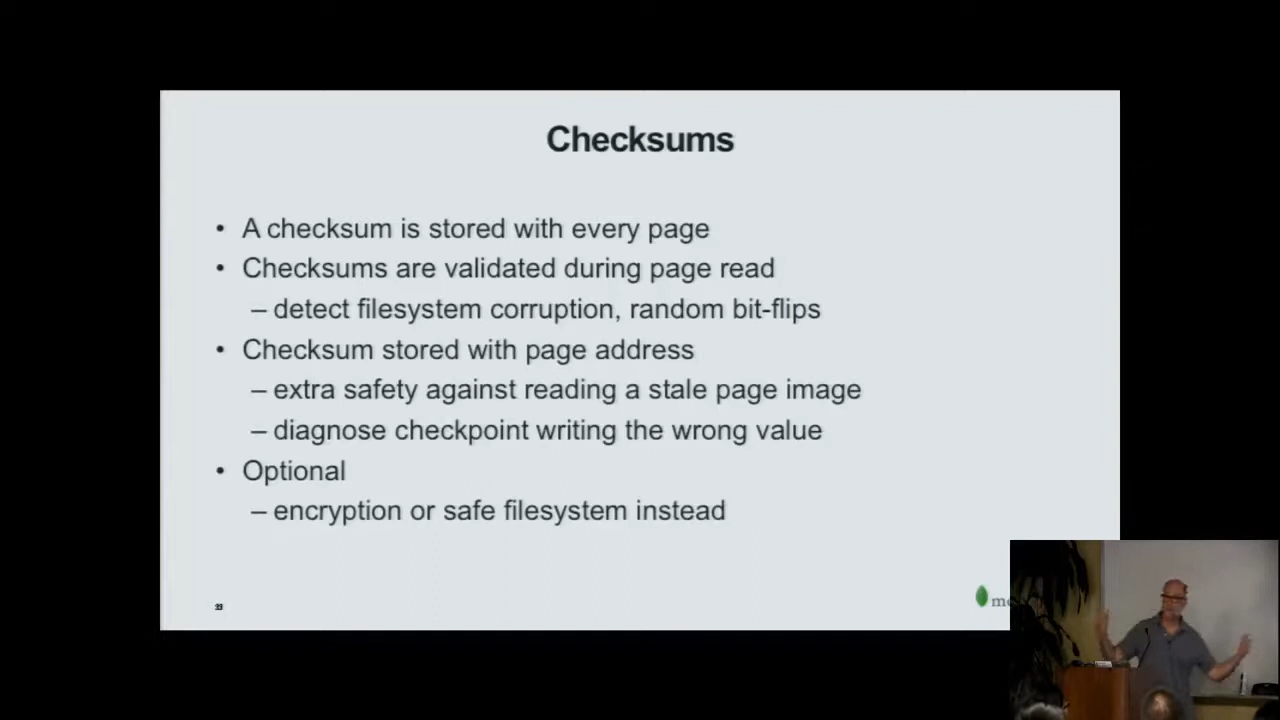 Checksums
• A checksum is stored with every page
• Checksums are validated during page read
– detect filesystem corruption, random bit-flips
• Checksum stored with page address
– extra safety against reading a stale page image
– diagnose checkpoint writing the wrong value
• Optional
– encryption or safe filesystem instead